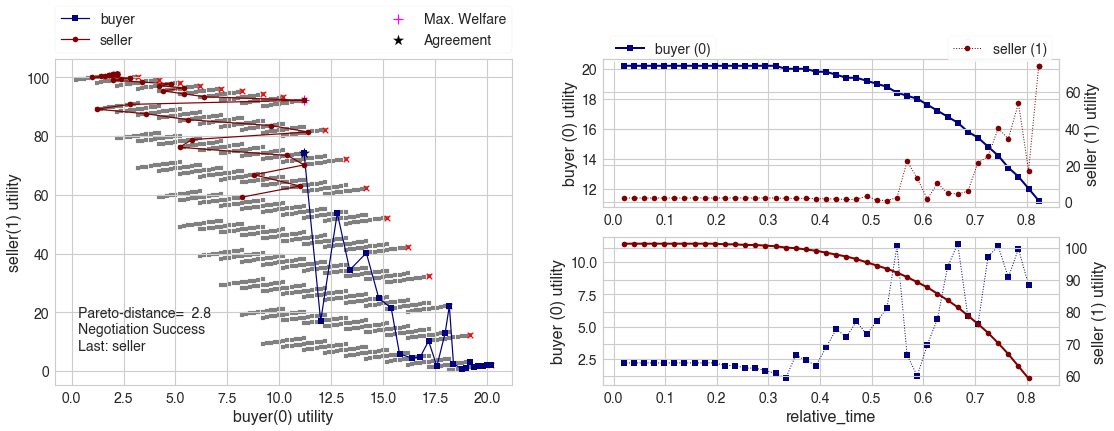 buyer
seller
Max. Welfare
Agreement
100
80
60
40
20
0
seller(1) utility
Pareto-distance= 2.8
Negotiation Success
Last: seller
0.0 2.5 5.0 7.5 10.0 12.5 15.0 17.5 20.0
buyer(0) utility
buyer (0)
seller (1)
20
18
16
14
12
buyer (0) utility
60
40
20
0
seller (1) utility
0.0 0.1 0.2 0.3 0.4 0.5 0.6 0.7 0.8
10.0
7.5
5.0
2.5
buyer (0) utility
100
90
80
70
60
seller (1) utility
0.0 0.1 0.2 0.3 0.4 0.5 0.6 0.7 0.8
relative_time